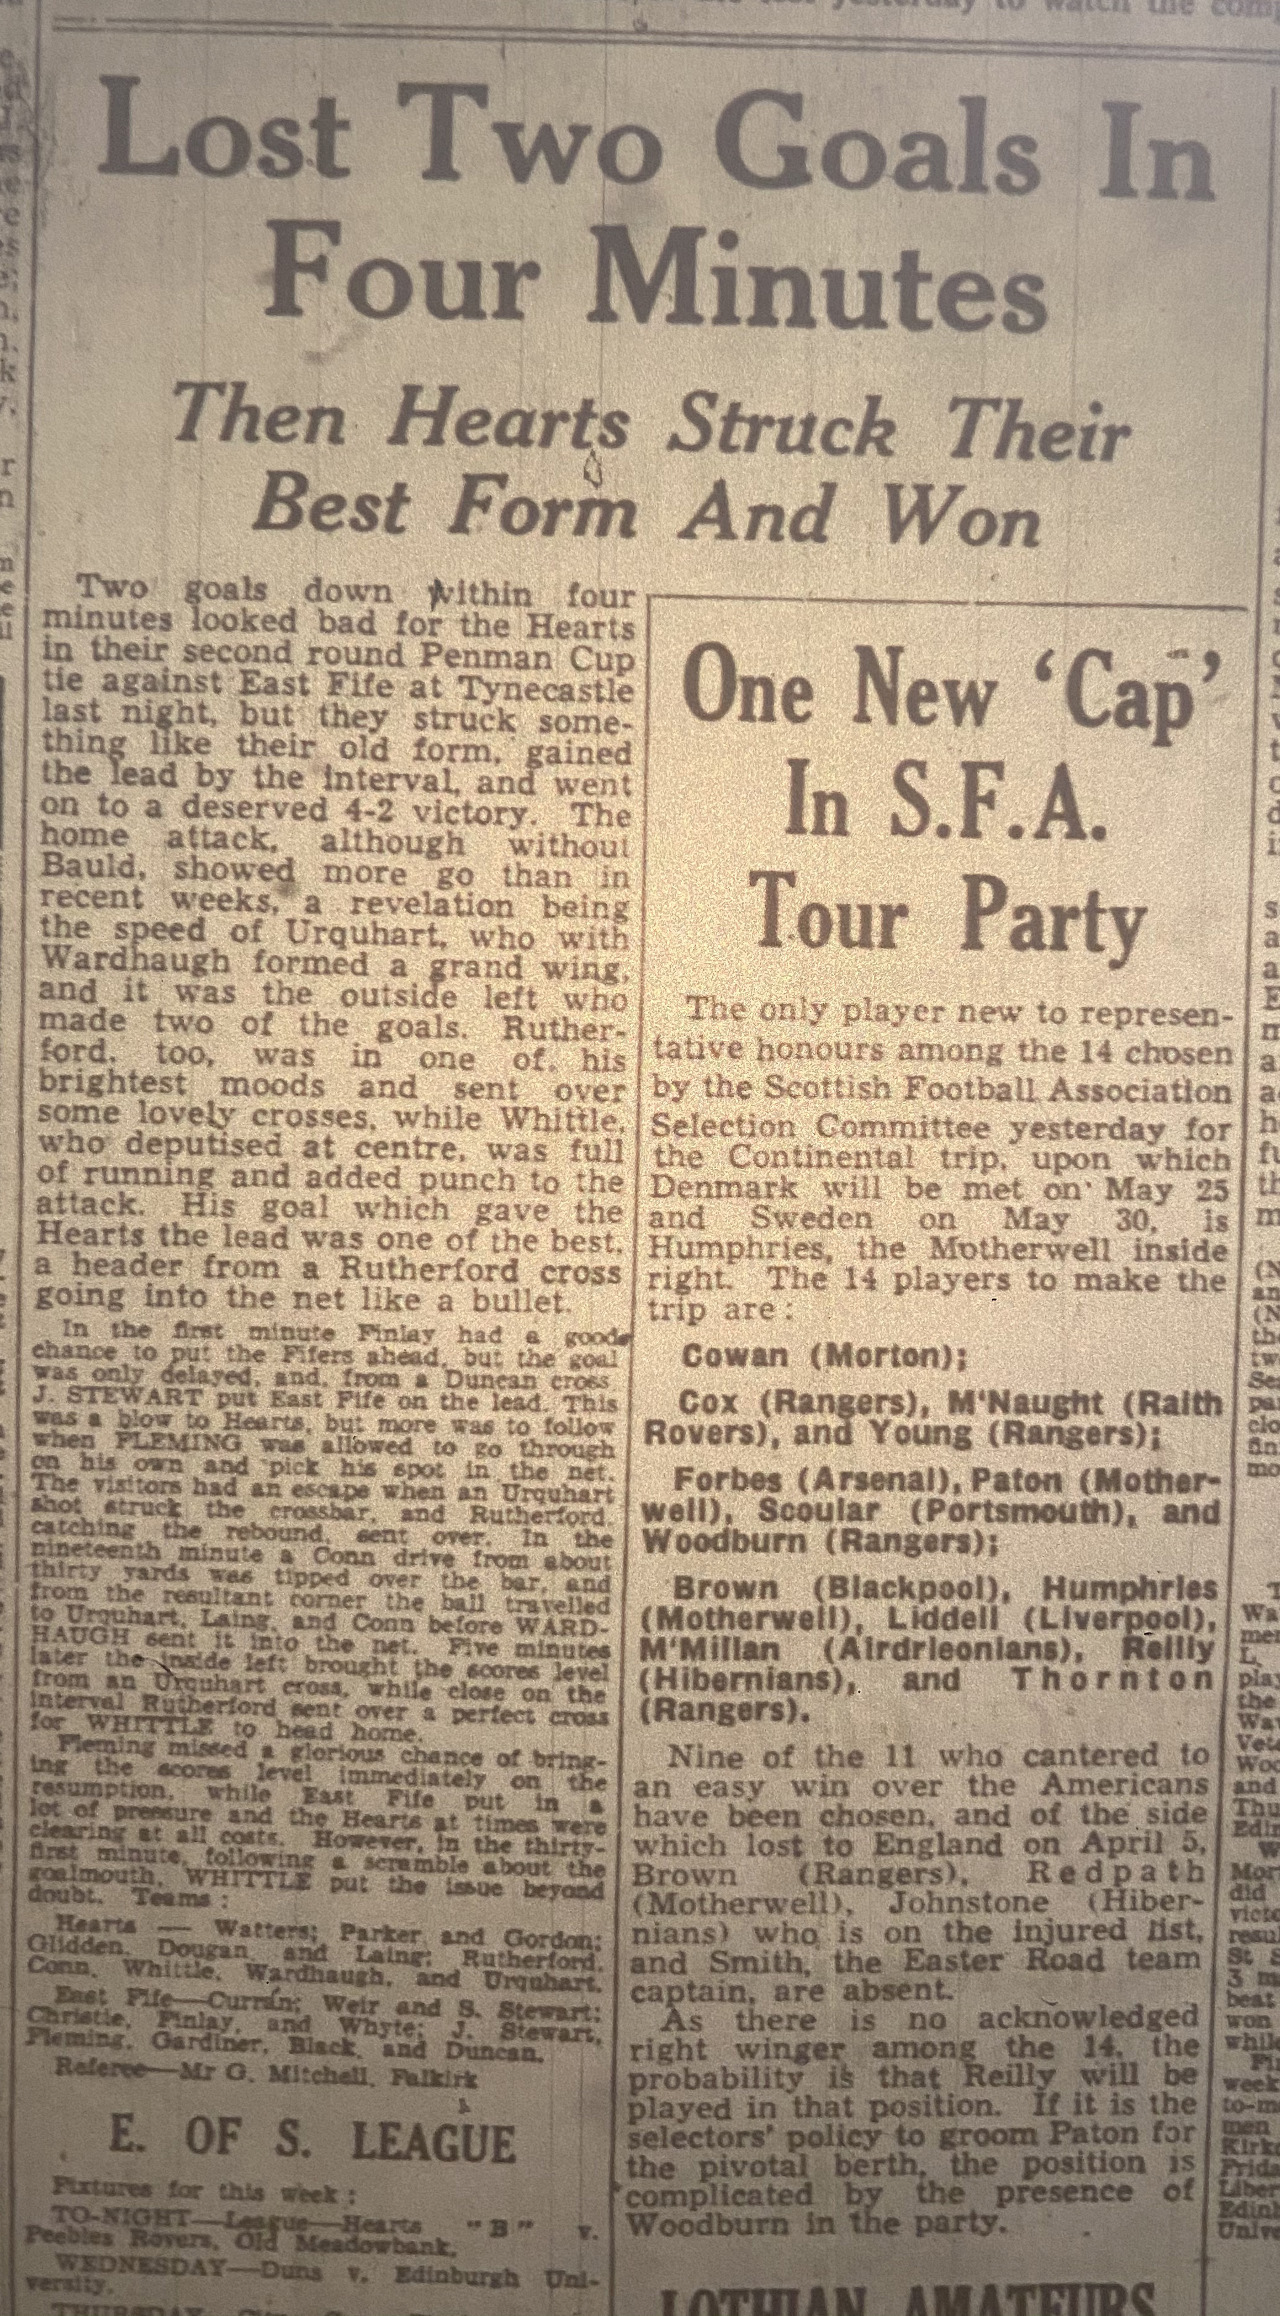 Lost Two Goals In
Four Minutes
Then Hearts Struck Their
Best Form And Won
Two goals down within four
minutes looked bad for the Hearts
in their second round Penman Cup
tie against East Fife at Tynecastle
last night, but they struck some-
thing like their old form, gained
the lead by the interval, and went
on to a deserved 4-2 victory. The
home attack, although without
Bauld, showed more go than in
recent weeks, a revelation being
the speed of Urquhart, who with
Wardhaugh formed a grand wing,
and it was the outside left who
made two of the goals. Ruther-
ford, too, was in one of his
brightest moods and sent over
some lovely crosses, while Whittle,
who deputised at centre, was full
of running and added punch to the
attack. His goal which gave the
Hearts the lead was one of the best,
a header from a Rutherford cross
going into the net like a bullet.
In the first minute Finlay had a good
chance to put the Fifers ahead, but the goal
was only delayed, and, from a Duncan cross
J. STEWART put East Fife on the lead. This
was a blow to Hearts, but more was to follow
when FLEMING was allowed to go through
on his own and pick his spot in the net.
The visitors had an escape when an Urquhart
shot struck the crossbar, and Rutherford,
catching the rebound, sent over. In the
nineteenth minute a Conn drive from about
thirty yards was tipped over the bar, and
from the resultant corner the ball travelled
to Urquhart, Laing, and Conn before WARD-
HAUGH sent it into the net. Five minutes
later the inside left brought the scores level
from an Urquhart cross, while close on the
interval Rutherford sent over a perfect cross
for WHITTLE to head home.
Fleming missed a glorious chance of bring-
ing the scores level immediately on the
resumption, while East Fife put in a
lot of pressure and the Hearts at times were
clearing at all costs. However, in the thirty-
first minute, following a scramble about the
goalmouth, WHITTLE put the issue beyond
doubt. Teams:
Hearts — Watters; Parker and Gordon;
Glidden, Dougan, and Laing; Rutherford,
Conn, Whittle, Wardhaugh, and Urquhart.
East Fife—Curran; Weir and S. Stewart;
Christie, Finlay, and Whyte; J. Stewart,
Fleming, Gardiner, Black, and Duncan.
Referee—Mr G. Mitchell, Falkirk
E. OF S. LEAGUE
Fixtures for this week:
TO-NIGHT—League—Hearts "B" v.
Peebles Rovers, Old Meadowbank.
WEDNESDAY—Duns v. Edinburgh Uni-
versity.
One New ‘Cap’
In S.F.A.
Tour Party
The only player new to represen-
tative honours among the 14 chosen
by the Scottish Football Association
Selection Committee yesterday for
the Continental trip, upon which
Denmark will be met on May 25
and Sweden on May 30, is
Humphries, the Motherwell inside
right. The 14 players to make the
trip are:
Cowan (Morton);
Cox (Rangers), M‘Naught (Raith
Rovers), and Young (Rangers);
Forbes (Arsenal), Paton (Mother-
well), Scoular (Portsmouth), and
Woodburn (Rangers);
Brown (Blackpool), Humphries
(Motherwell), Liddell (Liverpool),
M‘Millan (Airdrieonians), Reilly
(Hibernians), and Thornton
(Rangers).
Nine of the 11 who cantered to
an easy win over the Americans
have been chosen, and of the side
which lost to England on April 5,
Brown (Rangers), Redpath
(Motherwell), Johnstone (Hiber-
nians) who is on the injured list,
and Smith, the Easter Road team
captain, are absent.
As there is no acknowledged
right winger among the 14, the
probability is that Reilly will be
played in that position. If it is the
selectors' policy to groom Paton for
the pivotal berth, the position is
complicated by the presence of
Woodburn in the party.
LOTHIAN AMATEURS